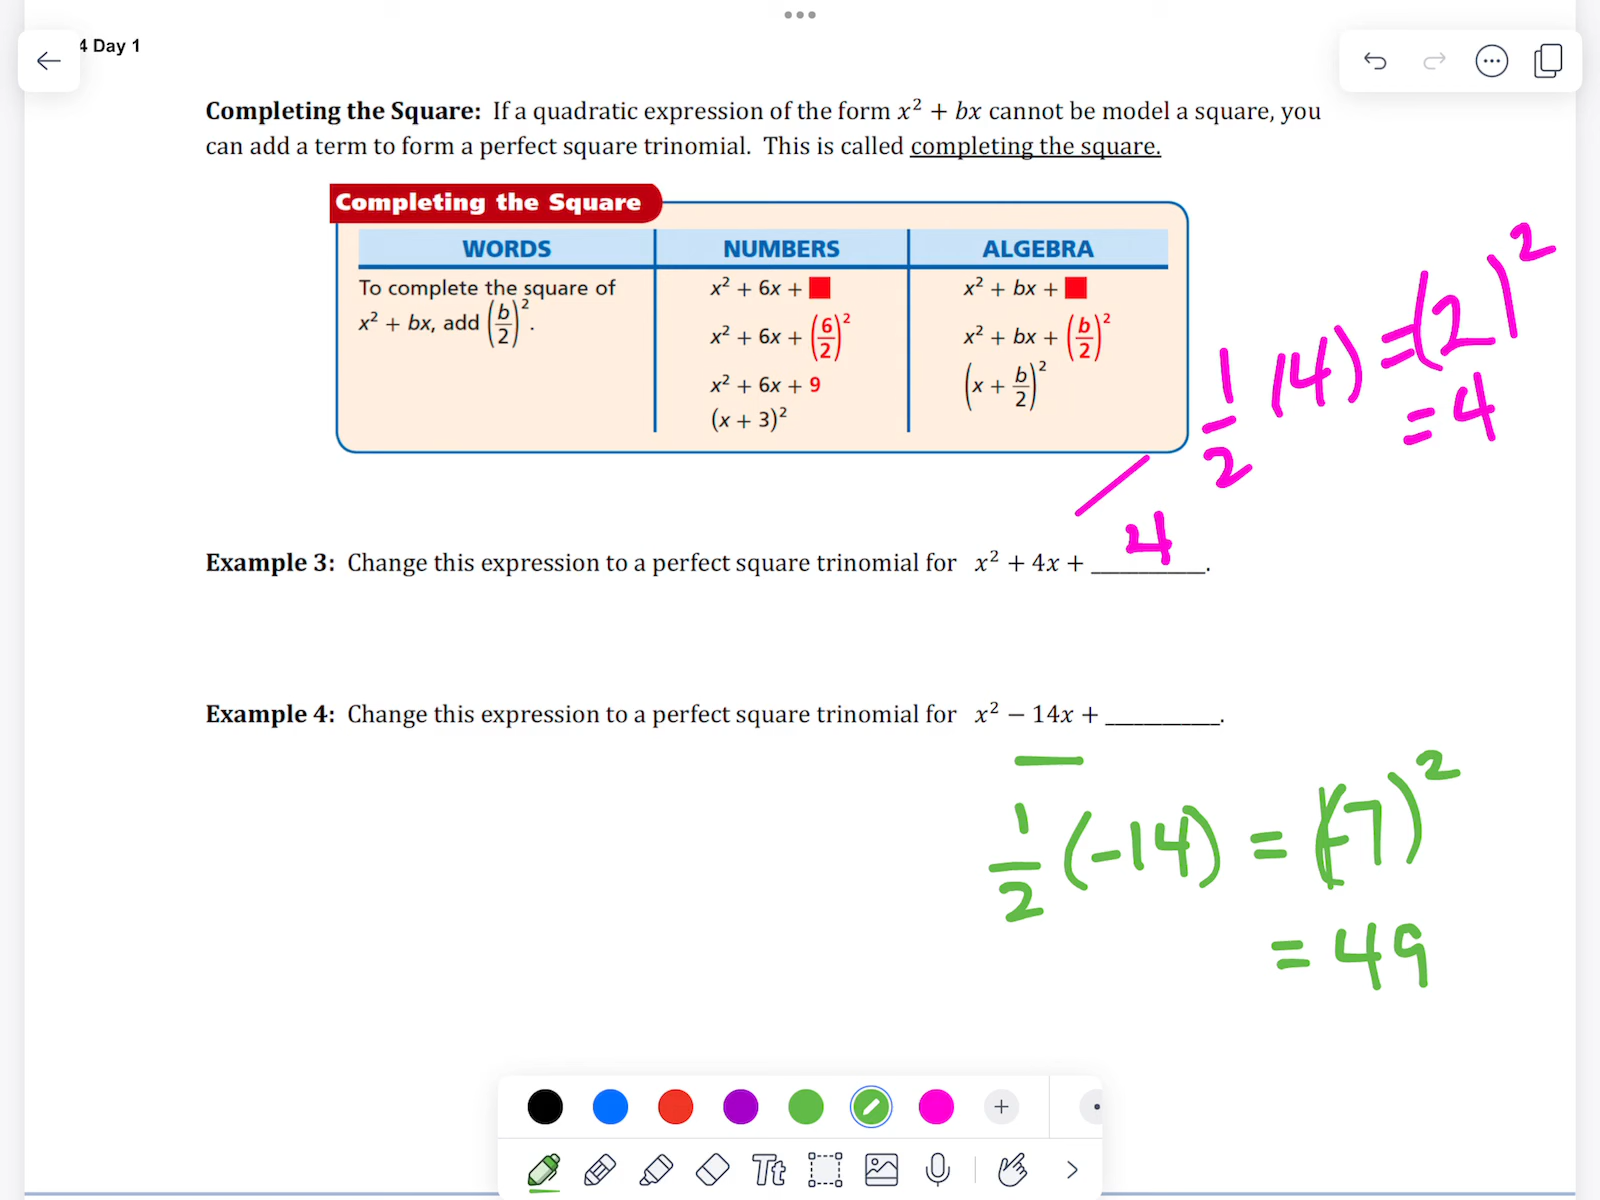 4 Day 1
Completing the Square: If a quadratic expression of the form x² + bx cannot be model a square, you
can add a term to form a perfect square trinomial. This is called completing the square.
Completing the Square
WORDS
To complete the square of
x² + bx, add (b/2)².
NUMBERS
x² + 6x + ■
x² + 6x + (6/2)²
x² + 6x + 9
(x + 3)²
ALGEBRA
x² + bx + ■
x² + bx + (b/2)²
(x + b/2)²
1/2 (4) = (2)²
= 4
Example 3: Change this expression to a perfect square trinomial for x² + 4x + 4.
Example 4: Change this expression to a perfect square trinomial for x² − 14x + ________.
1/2 (-14) = (-7)²
= 49
Tt